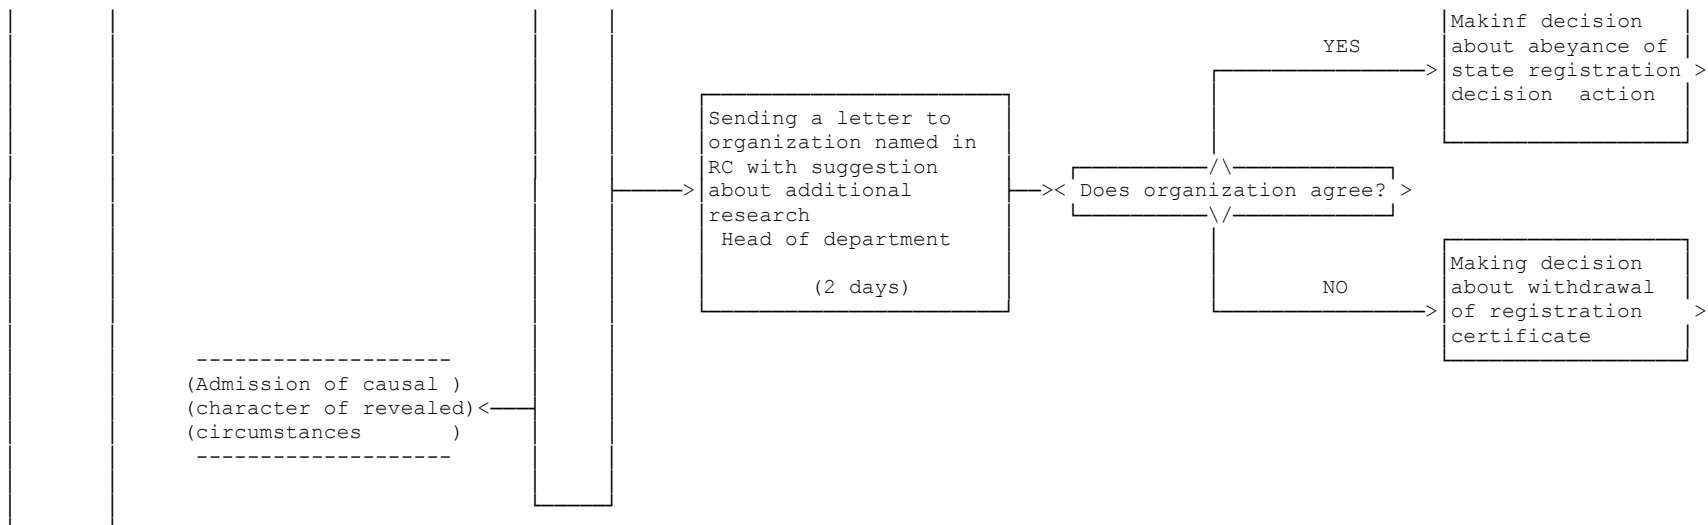 Makinf decision
about abeyance of
state registration
decision  action
YES
Sending a letter to
organization named in
RC with suggestion
about additional
research
Head of department
(2 days)
Does organization agree?
NO
Making decision
about withdrawal
of registration
certificate
(Admission of causal )
(character of revealed)
(circumstances )